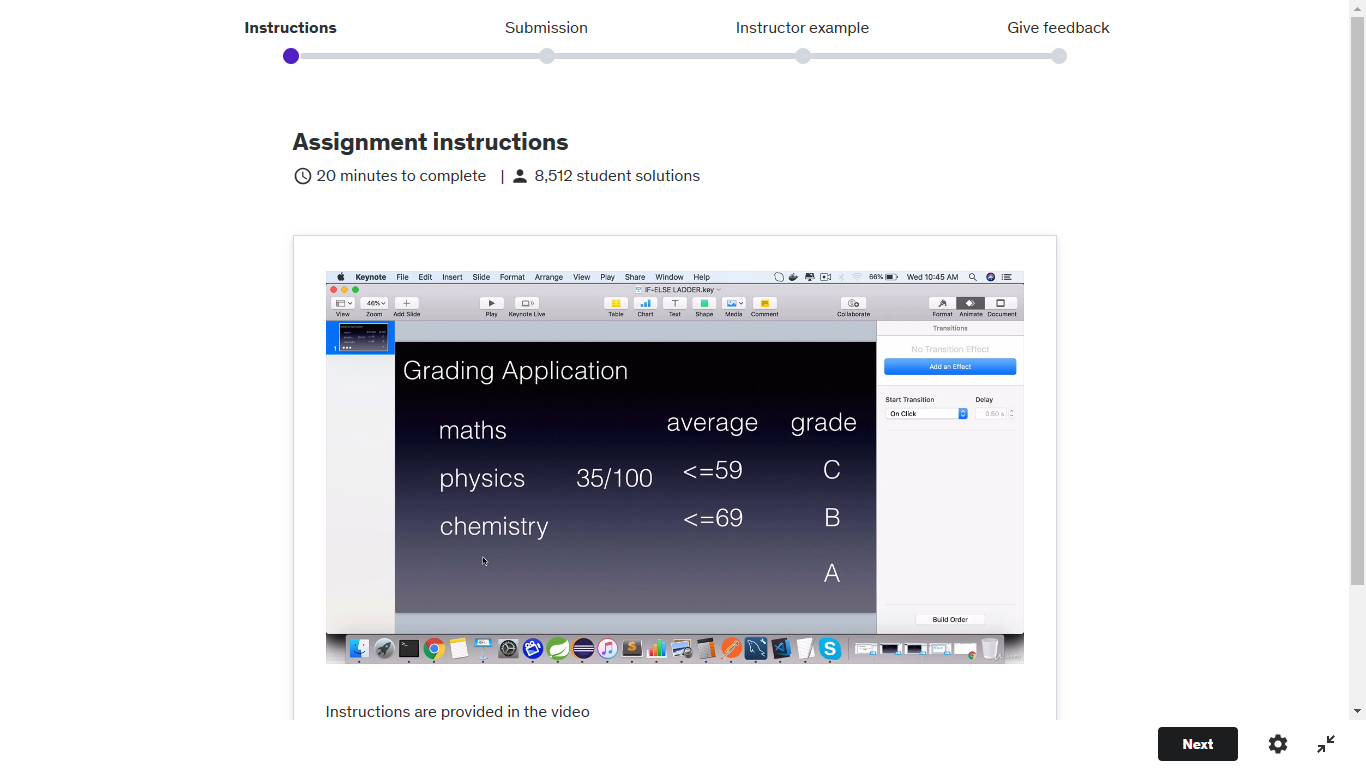 Instructions Submission Instructor example Give feedback
Assignment instructions
20 minutes to complete | 8,512 student solutions
Keynote File Edit Insert Slide Format Arrange View Play Share Window Help 66% Wed 10:45 AM
IF-ELSE LADDER.key
46%
View Zoom Add Slide Play Keynote Live Table Chart Text Shape Media Comment Collaborate Format Animate Document
1
Transitions
No Transition Effect
Add an Effect
Start Transition Delay
On Click 0.50 s
Grading Application
average grade
maths
<=59 C
physics 35/100
<=69 B
chemistry
A
Build Order
Instructions are provided in the video
Next